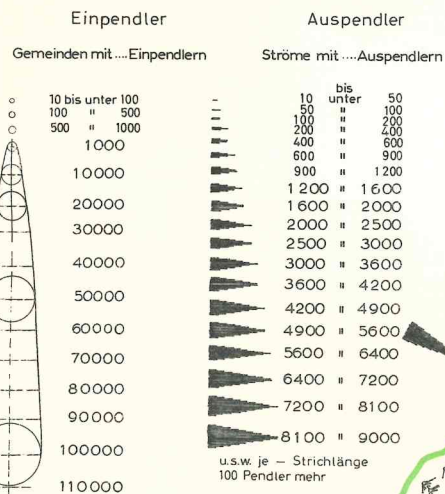 Einpendler
Gemeinden mit .... Einpendlern
10 bis unter 100
100 " 500
500 " 1000
1000
10000
20000
30000
40000
50000
60000
70000
80000
90000
100000
110000
Auspendler
Ströme mit .... Auspendlern
bis
10 unter 50
50 " 100
100 " 200
200 " 400
400 " 600
600 " 900
900 " 1200
1200 " 1600
1600 " 2000
2000 " 2500
2500 " 3000
3000 " 3600
3600 " 4200
4200 " 4900
4900 " 5600
5600 " 6400
6400 " 7200
7200 " 8100
8100 " 9000
u.s.w. je – Strichlänge
100 Pendler mehr